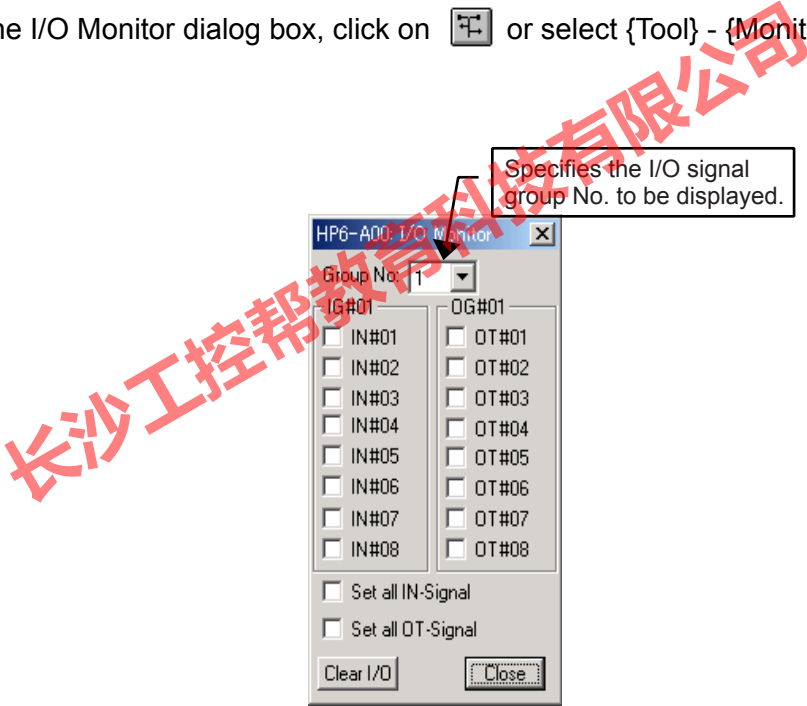 he I/O Monitor dialog box, click on or select {Tool} - {Monit
Specifies the I/O signal
group No. to be displayed.
HP6-A00: I/O Monitor
Group No: 1
IG#01 OG#01
IN#01 OT#01
IN#02 OT#02
IN#03 OT#03
IN#04 OT#04
IN#05 OT#05
IN#06 OT#06
IN#07 OT#07
IN#08 OT#08
Set all IN-Signal
Set all OT-Signal
Clear I/O Close
长沙工控帮教育科技有限公司